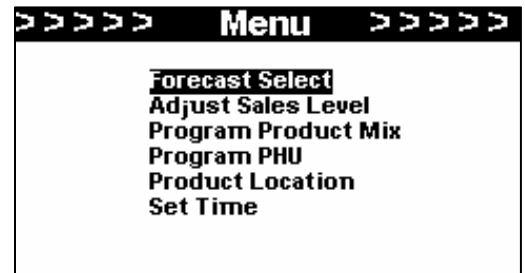 > > > > > Menu > > > > >
Forecast Select
Adjust Sales Level
Program Product Mix
Program PHU
Product Location
Set Time